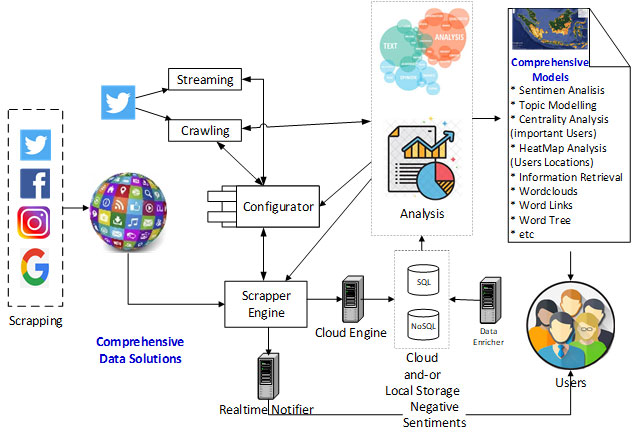 Streaming
Crawling
Scrapping
Configurator
Scrapper
Engine
Comprehensive
Data Solutions
Cloud Engine
Realtime Notifier
TEXT
ANALYSIS
OPINION
Analysis
SQL
NoSQL
Data
Enricher
Cloud
and-or
Local Storage
Negative
Sentiments
Comprehensive
Models
* Sentimen Analisis
* Topic Modelling
* Centrality Analysis
(important Users)
* HeatMap Analysis
(Users Locations)
* Information Retrieval
* Wordclouds
* Word Links
* Word Tree
* etc
Users